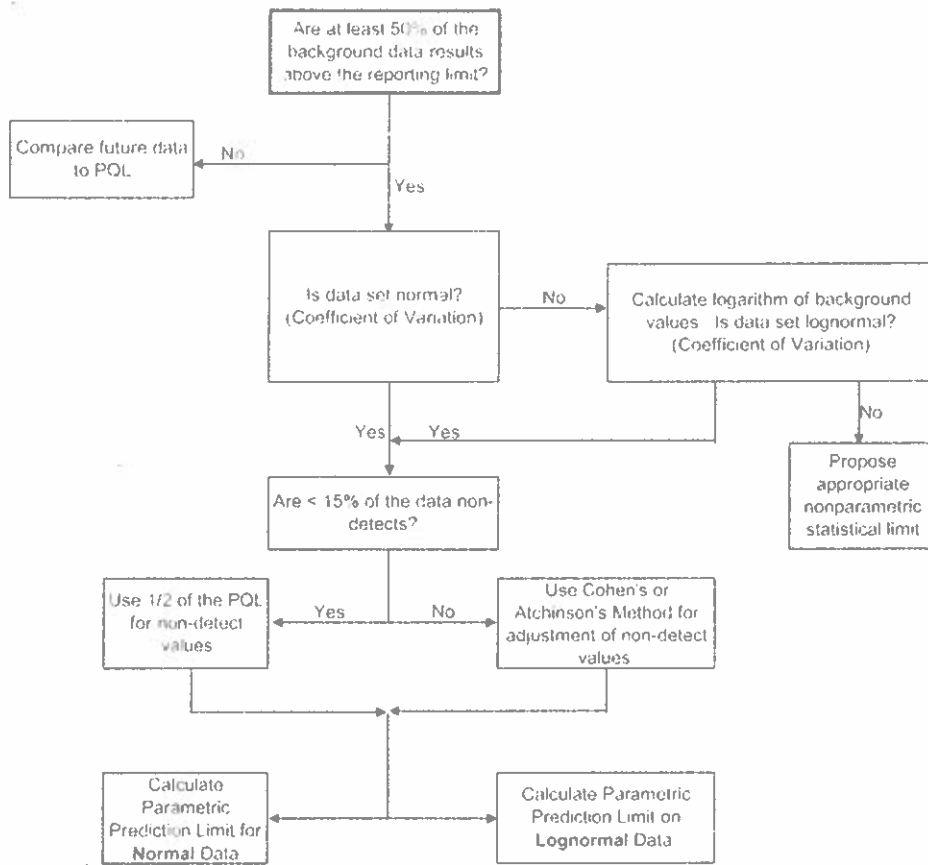 Are at least 50% of the
background data results
above the reporting limit?
Compare future data
to PQL
No
Yes
Is data set normal?
(Coefficient of Variation)
No
Calculate logarithm of background
values Is data set lognormal?
(Coefficient of Variation)
Yes
Yes
No
Propose
appropriate
nonparametric
statistical limit
Are < 15% of the data non-
detects?
Use 1/2 of the PQL
for non-detect
values
Yes
No
Use Cohen's or
Atchinson's Method for
adjustment of non-detect
values
Calculate
Parametric
Prediction Limit for
Normal Data
Calculate Parametric
Prediction Limit on
Lognormal Data